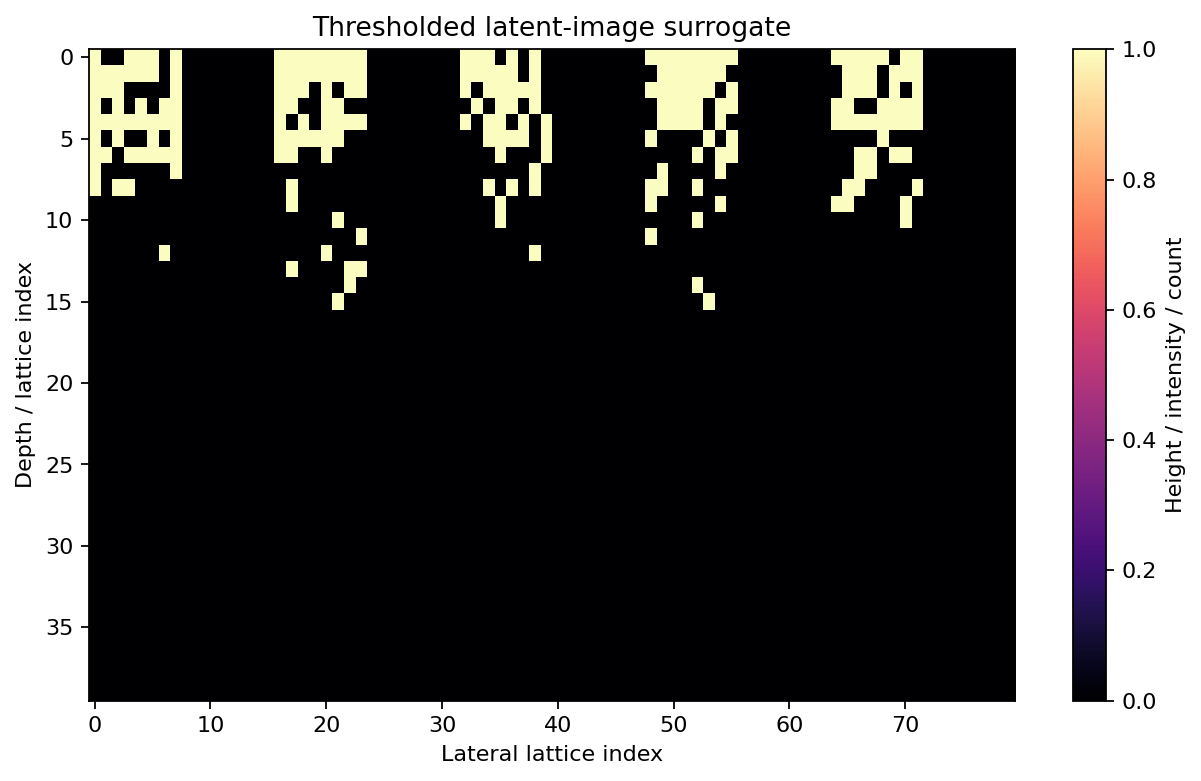 Thresholded latent-image surrogate
0
5
10
15
20
25
30
35
Depth / lattice index
0 10 20 30 40 50 60 70
Lateral lattice index
1.0
0.8
0.6
0.4
0.2
0.0
Height / intensity / count